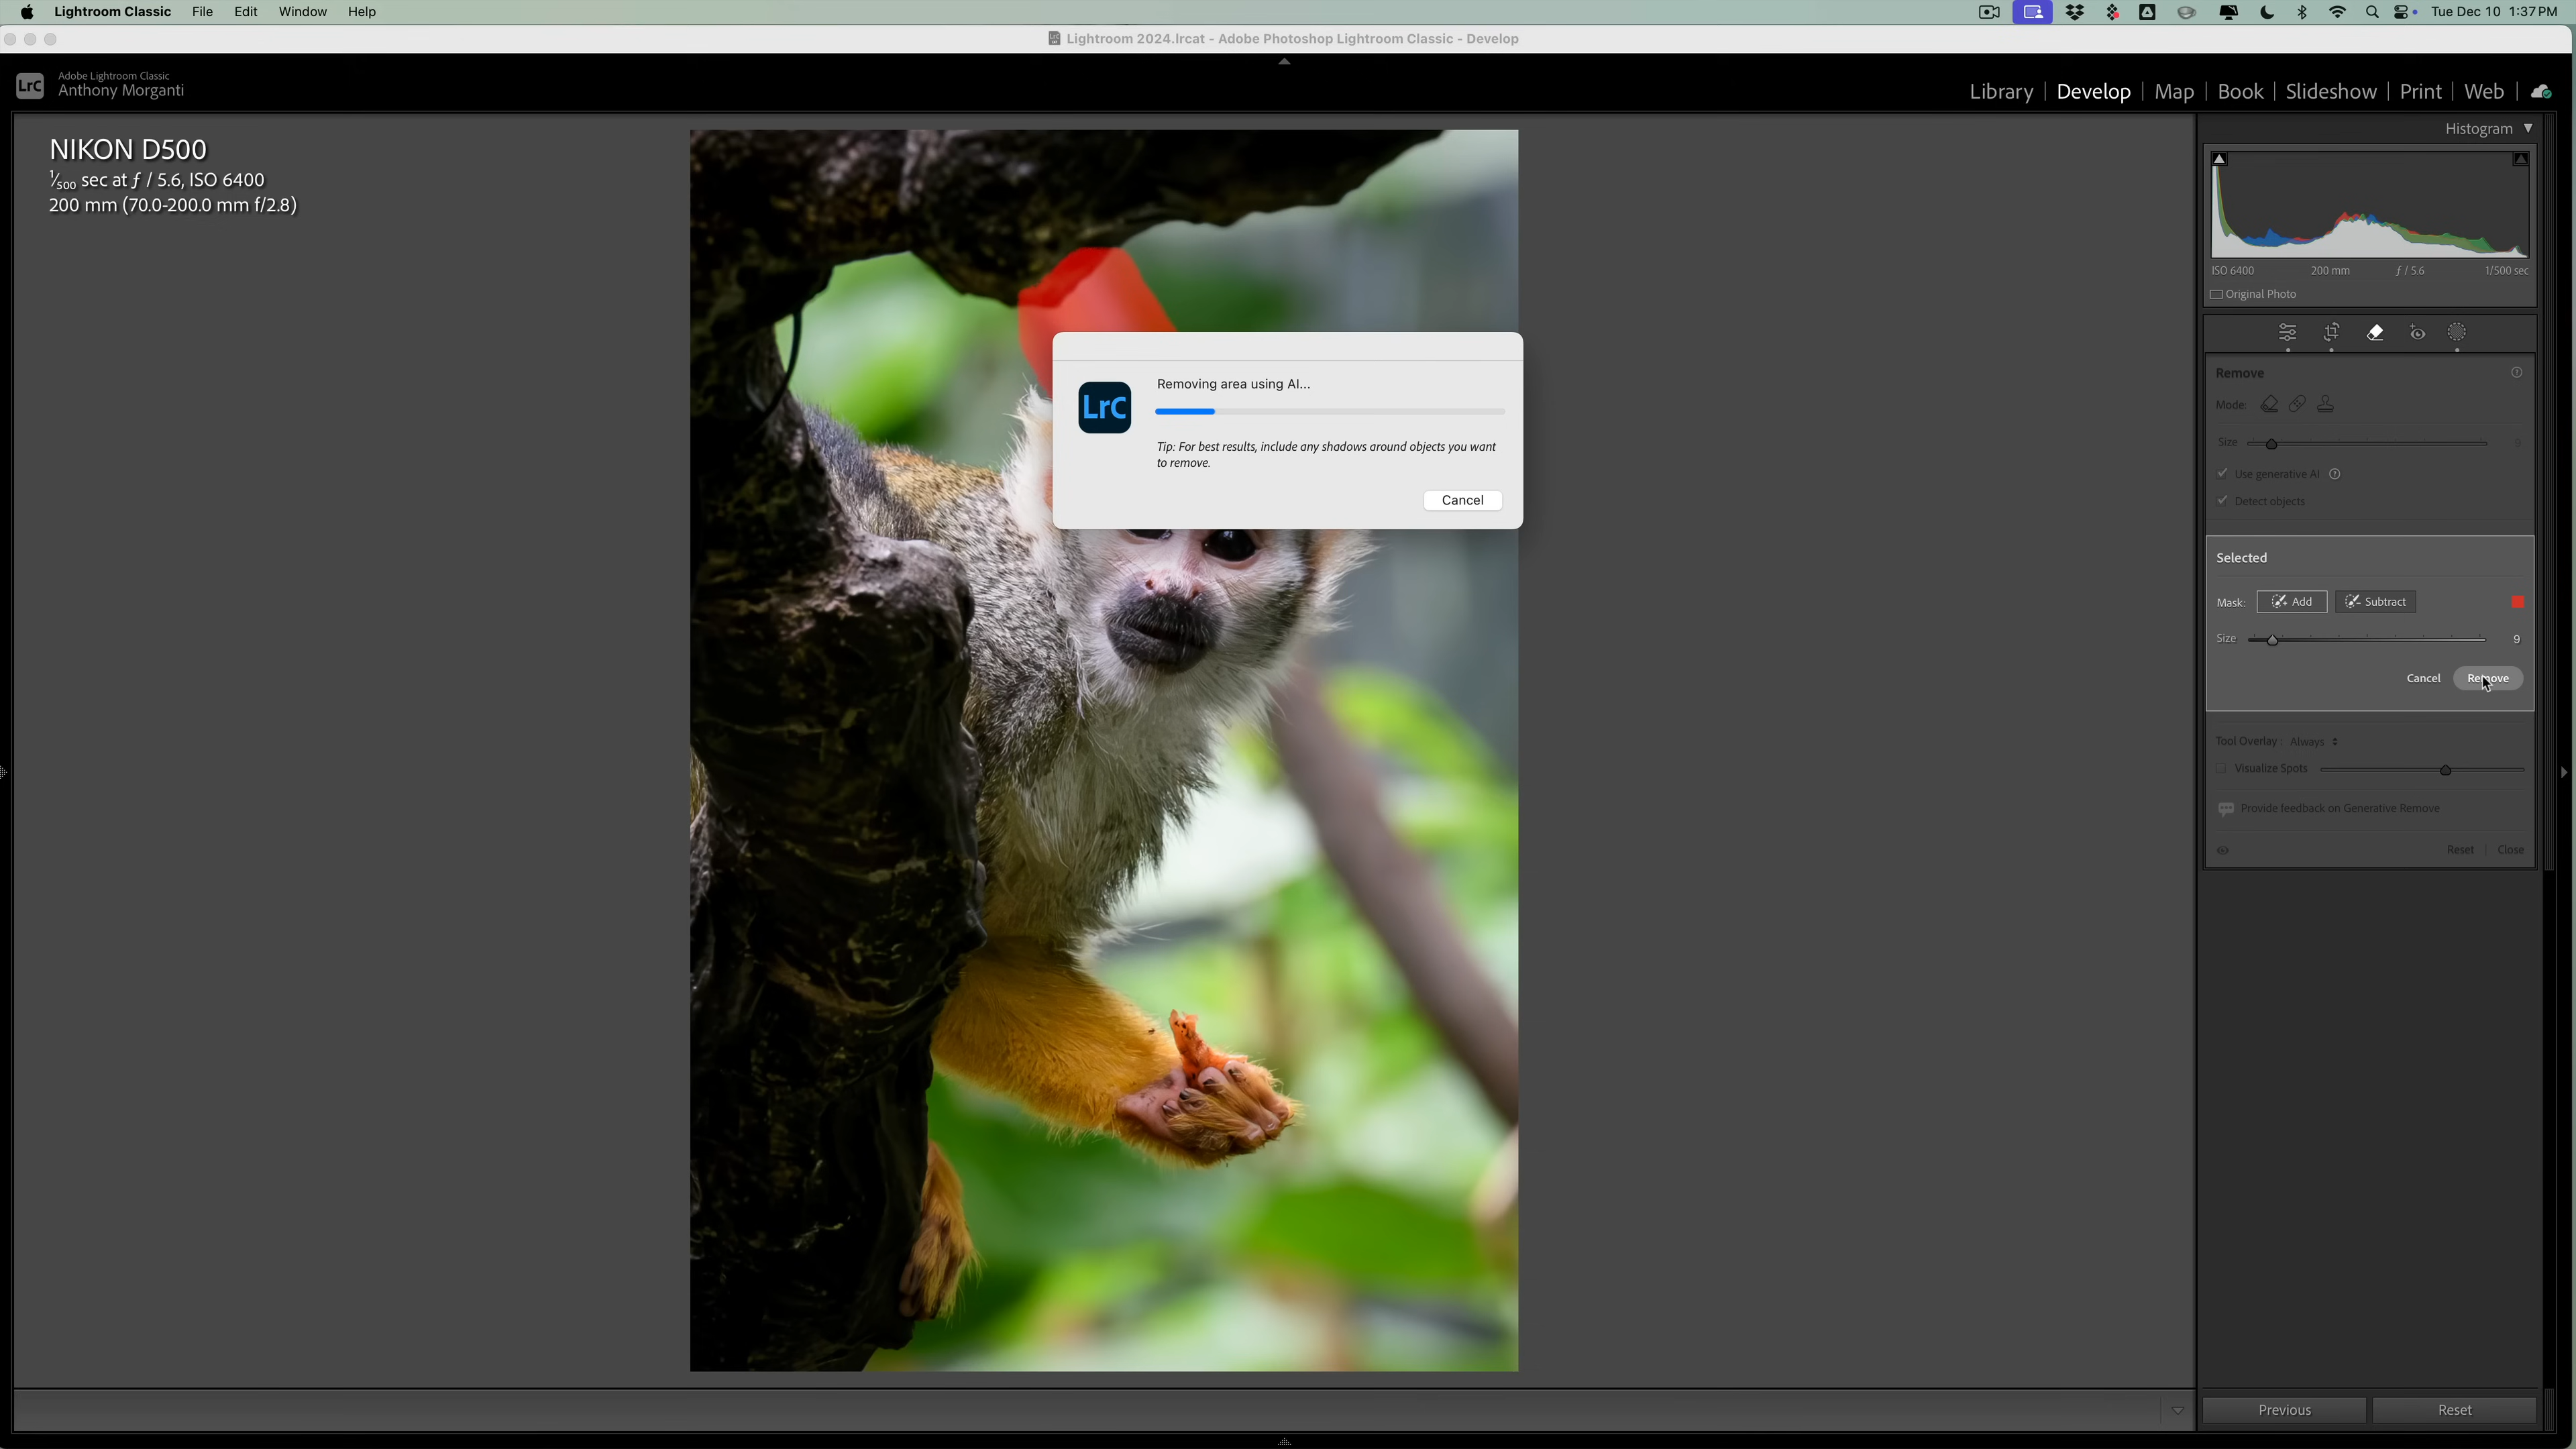 Lightroom Classic File Edit Window Help
Tue Dec 10 1:37 PM
Lightroom 2024.lrcat - Adobe Photoshop Lightroom Classic - Develop
LrC
Adobe Lightroom Classic
Anthony Morganti
Library | Develop | Map | Book | Slideshow | Print | Web
NIKON D500
1/500 sec at ƒ / 5.6, ISO 6400
200 mm (70.0-200.0 mm f/2.8)
Histogram
ISO 6400 200 mm ƒ / 5.6 1/500 sec
Original Photo
Remove
Mode:
Size 9
Use generative AI
Detect objects
Removing area using AI...
LrC
Tip: For best results, include any shadows around objects you want
to remove.
Cancel
Selected
Mask: Add Subtract
Size 9
Cancel Remove
Tool Overlay : Always
Visualize Spots
Provide feedback on Generative Remove
Reset | Close
Previous Reset